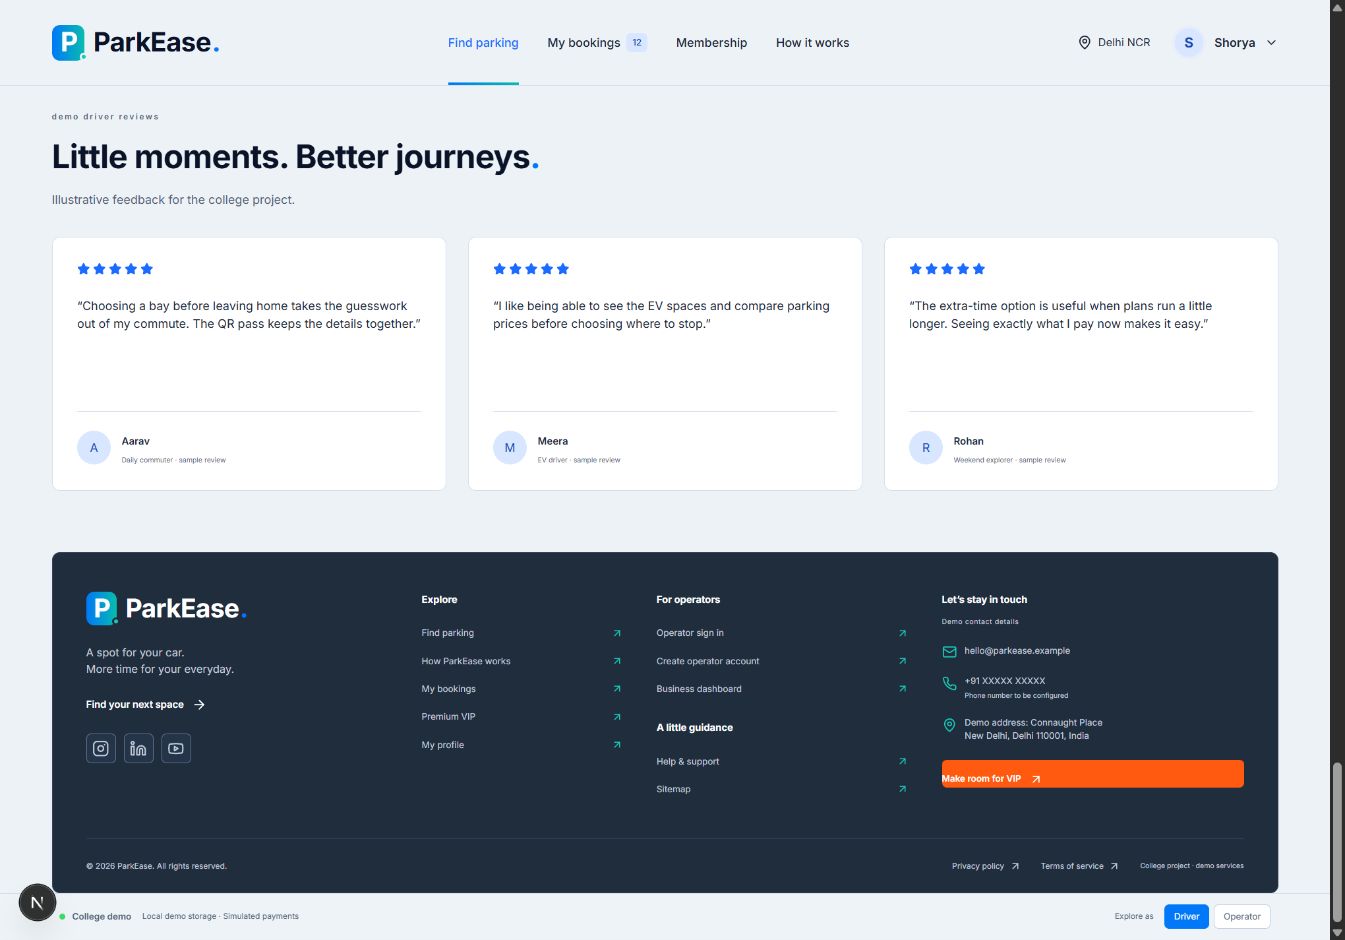 P ParkEase.
Find parking
My bookings 12
Membership
How it works
Delhi NCR
S Shorya
demo driver reviews
Little moments. Better journeys.
Illustrative feedback for the college project.
“Choosing a bay before leaving home takes the guesswork
out of my commute. The QR pass keeps the details together.”
A
Aarav
Daily commuter · sample review
“I like being able to see the EV spaces and compare parking
prices before choosing where to stop.”
M
Meera
EV driver · sample review
“The extra-time option is useful when plans run a little
longer. Seeing exactly what I pay now makes it easy.”
R
Rohan
Weekend explorer · sample review
P ParkEase.
A spot for your car.
More time for your everyday.
Find your next space
in
Explore
Find parking
How ParkEase works
My bookings
Premium VIP
My profile
For operators
Operator sign in
Create operator account
Business dashboard
A little guidance
Help & support
Sitemap
Let’s stay in touch
Demo contact details
hello@parkease.example
+91 XXXXX XXXXX
Phone number to be configured
Demo address: Connaught Place
New Delhi, Delhi 110001, India
Make room for VIP
© 2026 ParkEase. All rights reserved.
Privacy policy
Terms of service
College project · demo services
N
College demo
Local demo storage · Simulated payments
Explore as
Driver
Operator